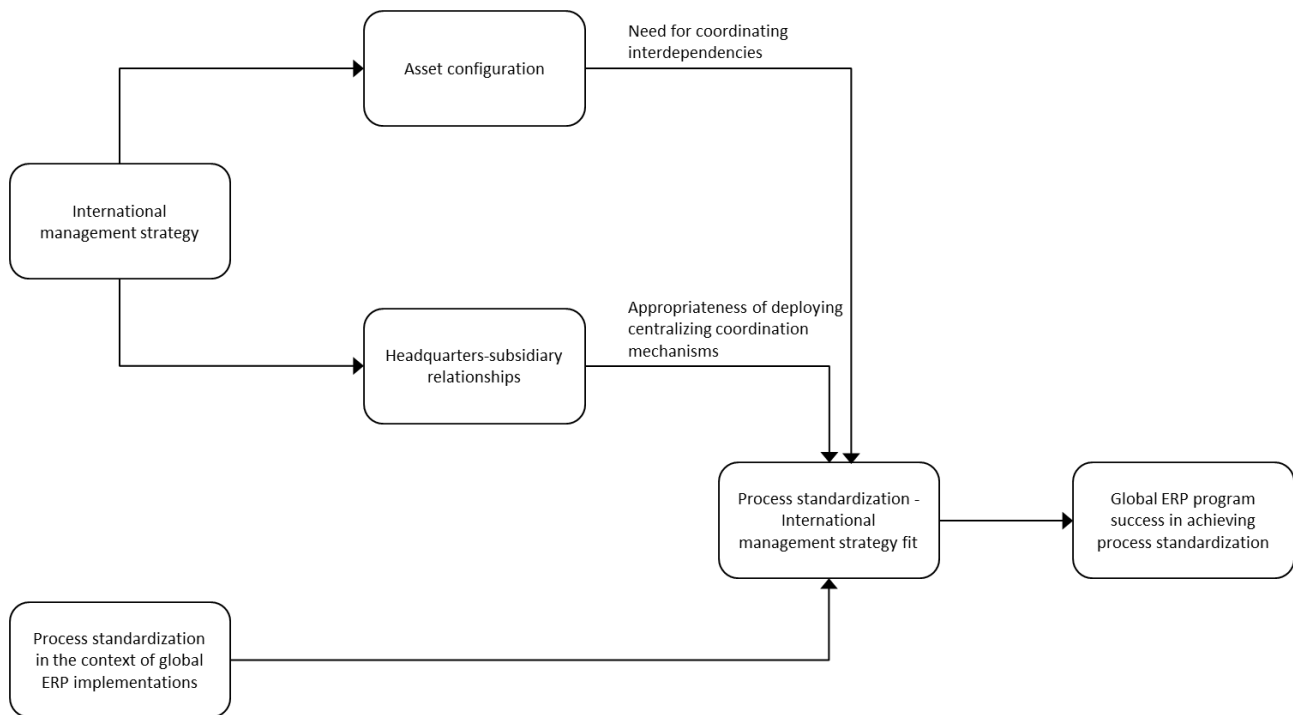 Need for coordinating
interdependencies
Asset configuration
International
management strategy
Appropriateness of deploying
centralizing coordination
mechanisms
Headquarters-subsidiary
relationships
Process standardization -
International
management strategy fit
Global ERP program
success in achieving
process standardization
Process standardization
in the context of global
ERP implementations